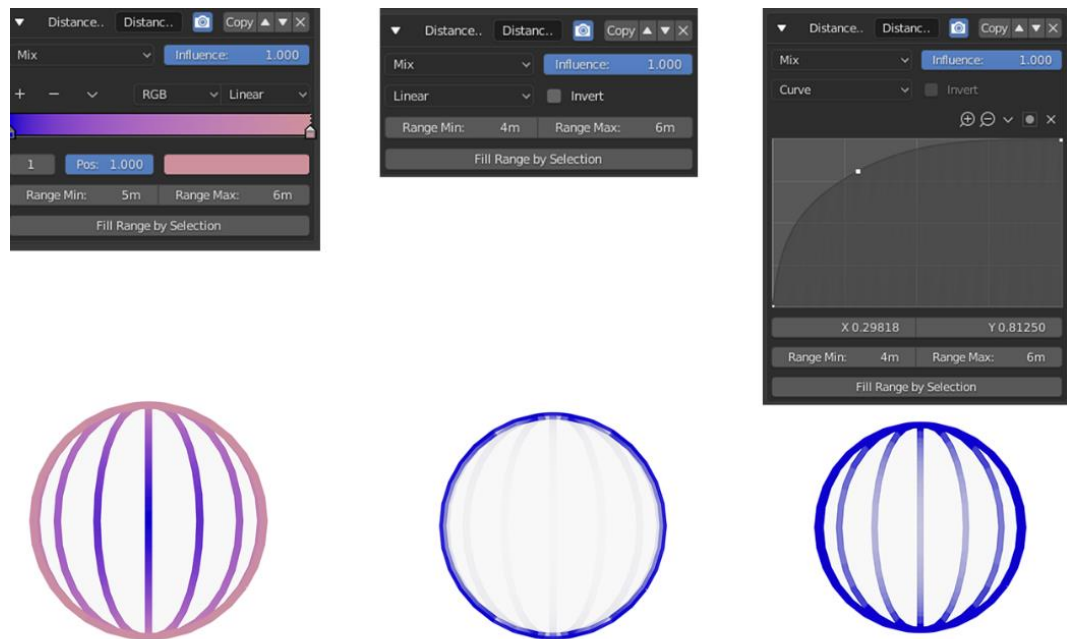 Distance.. Distanc.. Copy
Mix Influence: 1.000
RGB Linear
1 Pos: 1.000
Range Min: 5m Range Max: 6m
Fill Range by Selection
Distance.. Distanc.. Copy
Mix Influence: 1.000
Linear Invert
Range Min: 4m Range Max: 6m
Fill Range by Selection
Distance.. Distanc.. Copy
Mix Influence: 1.000
Curve Invert
X 0.29818 Y 0.81250
Range Min: 4m Range Max: 6m
Fill Range by Selection